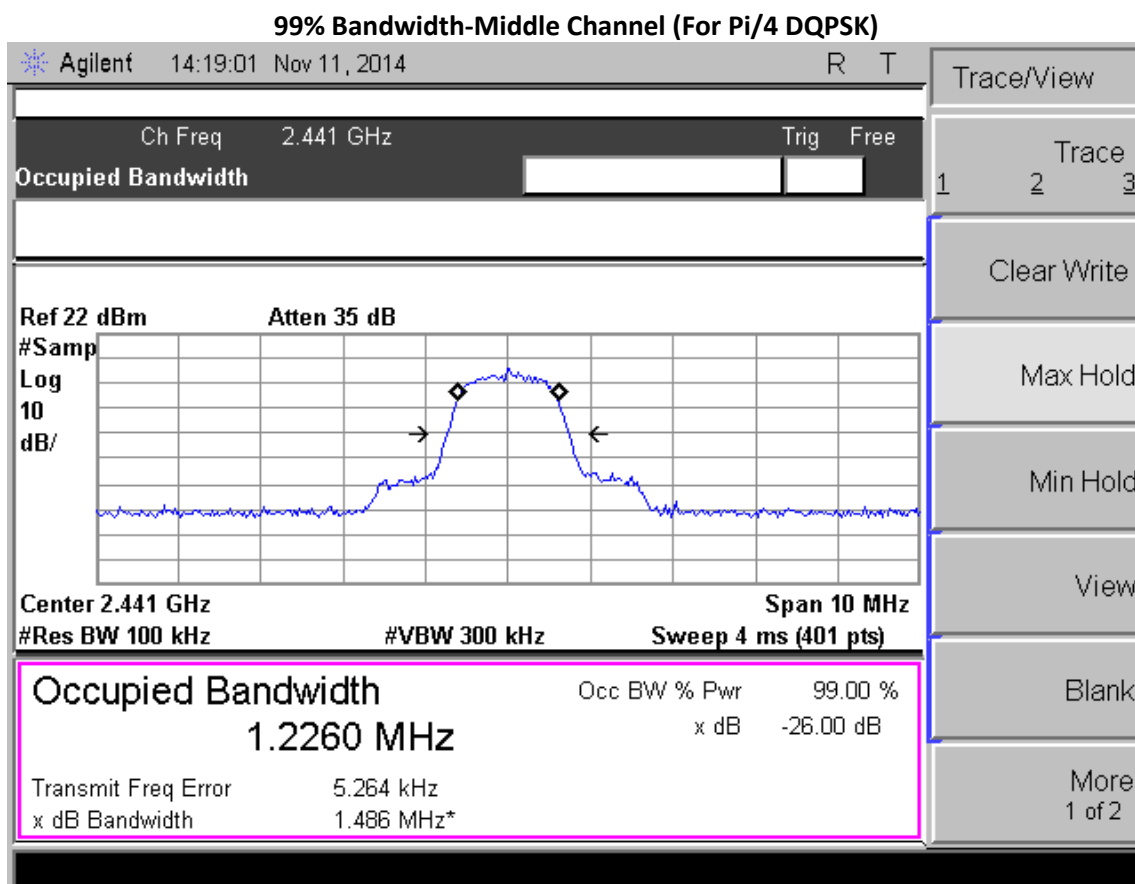 99% Bandwidth-Middle Channel (For Pi/4 DQPSK)
Agilent 14:19:01 Nov 11, 2014 R T
Trace/View
Ch Freq 2.441 GHz Trig Free
Occupied Bandwidth
Trace
1 2 3
Clear Write
Ref 22 dBm Atten 35 dB
#Samp
Log
10
dB/
Max Hold
Min Hold
View
Center 2.441 GHz Span 10 MHz
#Res BW 100 kHz #VBW 300 kHz Sweep 4 ms (401 pts)
Occupied Bandwidth
1.2260 MHz
Occ BW % Pwr 99.00 %
x dB -26.00 dB
Transmit Freq Error 5.264 kHz
x dB Bandwidth 1.486 MHz*
Blank
More
1 of 2